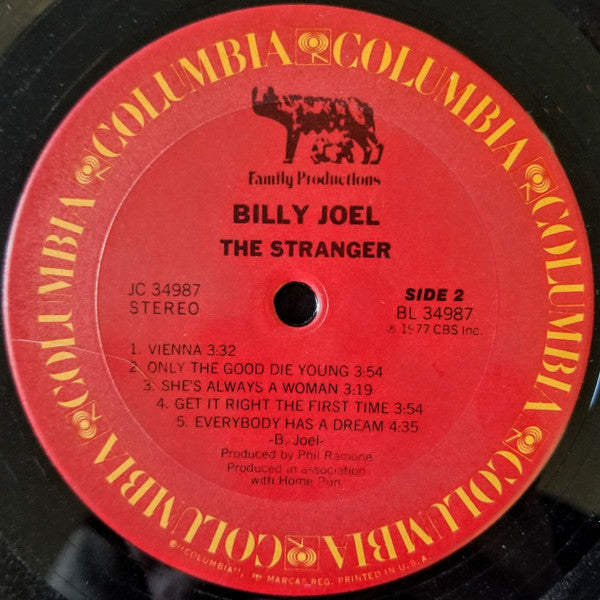 COLUMBIA COLUMBIA COLUMBIA COLUMBIA COLUMBIA COLUMBIA COLUMBIA COLUMBIA
Family Productions
BILLY JOEL
THE STRANGER
JC 34987 SIDE 2
STEREO BL 34987
℗ 1977 CBS Inc.
1. VIENNA 3:32
2. ONLY THE GOOD DIE YOUNG 3:54
3. SHE'S ALWAYS A WOMAN 3:19
4. GET IT RIGHT THE FIRST TIME 3:54
5. EVERYBODY HAS A DREAM 4:35
-B. Joel-
Produced by Phil Ramone
Produced in association
with Home Run
® "COLUMBIA", MARCAS REG. PRINTED IN U.S.A.